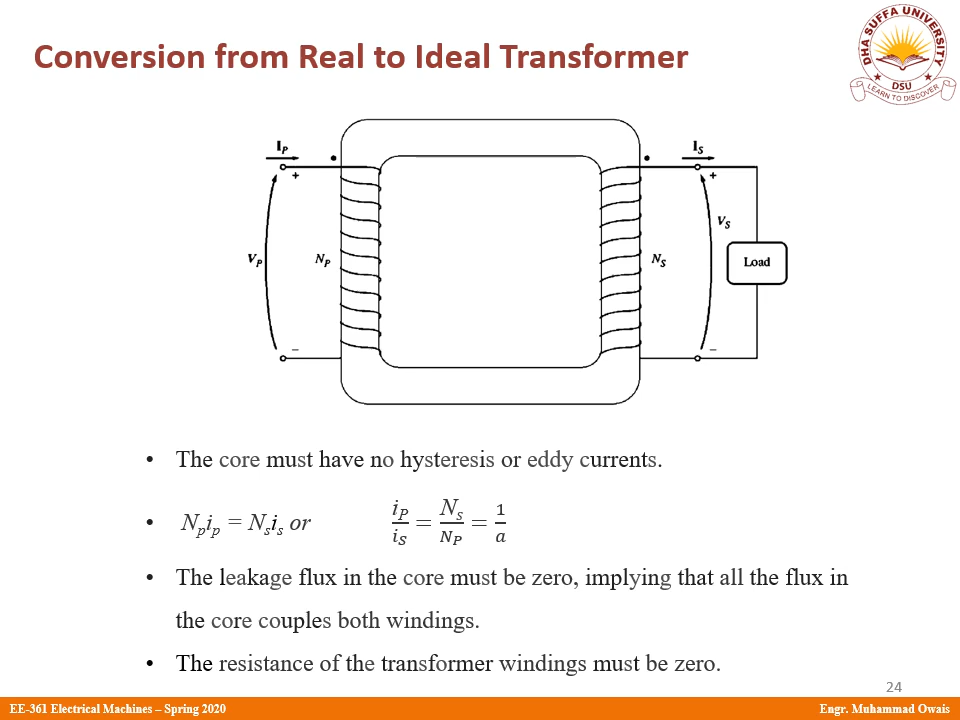 Conversion from Real to Ideal Transformer
DHA SUFFA UNIVERSITY
DSU
LEARN TO DISCOVER
I_P
I_S
+
+
V_P
N_P
N_S
V_S
Load
–
–
• The core must have no hysteresis or eddy currents.
• N_p i_p = N_s i_s or i_P/i_S = N_s/N_P = 1/a
• The leakage flux in the core must be zero, implying that all the flux in
the core couples both windings.
• The resistance of the transformer windings must be zero.
24
EE-361 Electrical Machines – Spring 2020
Engr. Muhammad Owais